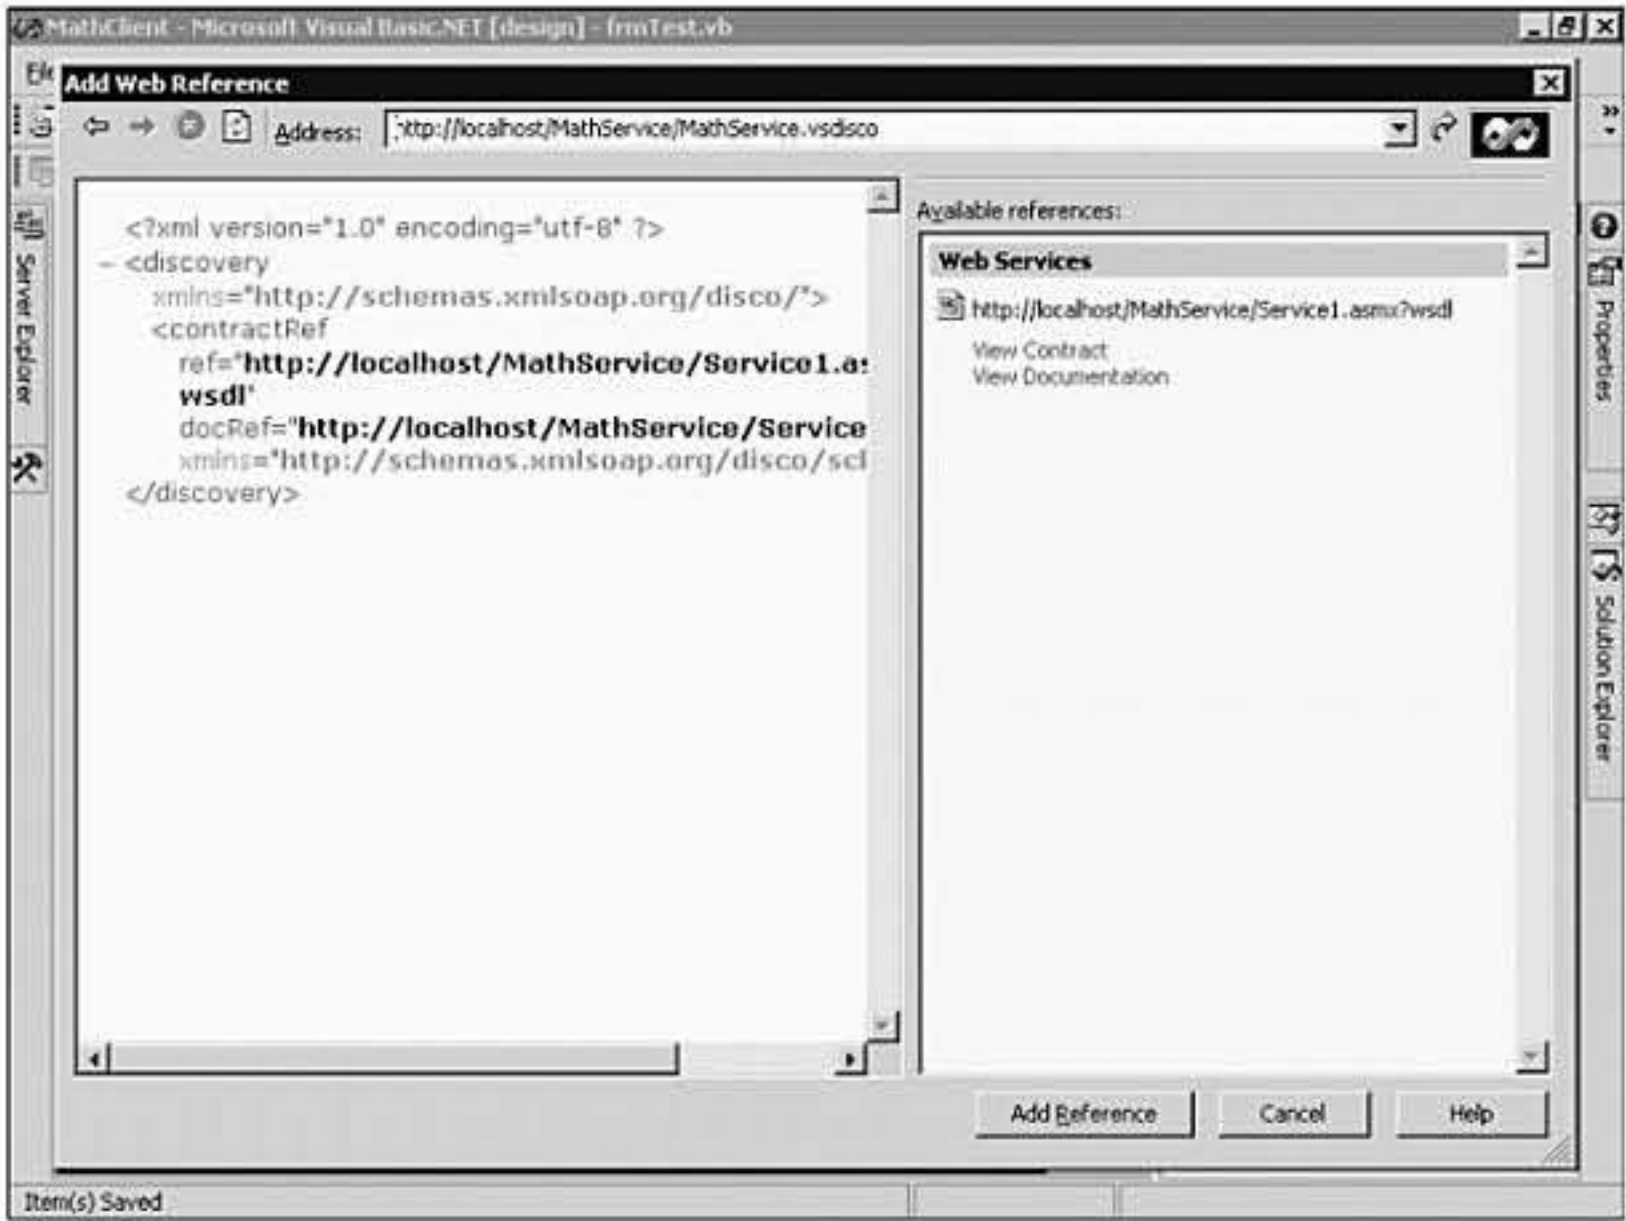 MathClient - Microsoft Visual Basic.NET [design] - frmTest.vb
Add Web Reference
Address: http://localhost/MathService/MathService.vsdisco
Server Explorer
<?xml version="1.0" encoding="utf-8" ?>
- <discovery
xmlns="http://schemas.xmlsoap.org/disco/">
<contractRef
ref="http://localhost/MathService/Service1.as
wsdl"
docRef="http://localhost/MathService/Service
xmlns="http://schemas.xmlsoap.org/disco/scl
</discovery>
Available references:
Web Services
http://localhost/MathService/Service1.asmx?wsdl
View Contract
View Documentation
Properties
Solution Explorer
Add Reference
Cancel
Help
Item(s) Saved